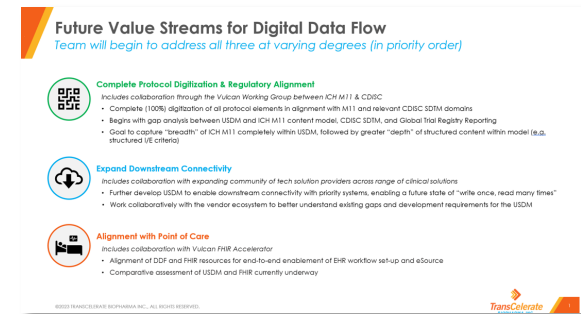 Future Value Streams for Digital Data Flow
Team will begin to address all three at varying degrees (in priority order)
Complete Protocol Digitization & Regulatory Alignment
Includes collaboration through the Vulcan Working Group between ICH M11 & CDISC
• Complete (100%) digitization of all protocol elements in alignment with M11 and relevant CDISC SDTM domains
• Begins with gap analysis between USDM and ICH M11 content model, CDISC SDTM, and Global Trial Registry Reporting
• Goal to capture "breadth" of ICH M11 completely within USDM, followed by greater "depth" of structured content within model (e.g.
structured I/E criteria)
Expand Downstream Connectivity
Includes collaboration with expanding community of tech solution providers across range of clinical solutions
• Further develop USDM to enable downstream connectivity with priority systems, enabling a future state of "write once, read many times"
• Work collaboratively with the vendor ecosystem to better understand existing gaps and development requirements for the USDM
Alignment with Point of Care
Includes collaboration with Vulcan FHIR Accelerator
• Alignment of DDF and FHIR resources for end-to-end enablement of EHR workflow set-up and eSource
• Comparative assessment of USDM and FHIR currently underway
©2023 TRANSCELERATE BIOPHARMA INC., ALL RIGHTS RESERVED.
TransCelerate
1